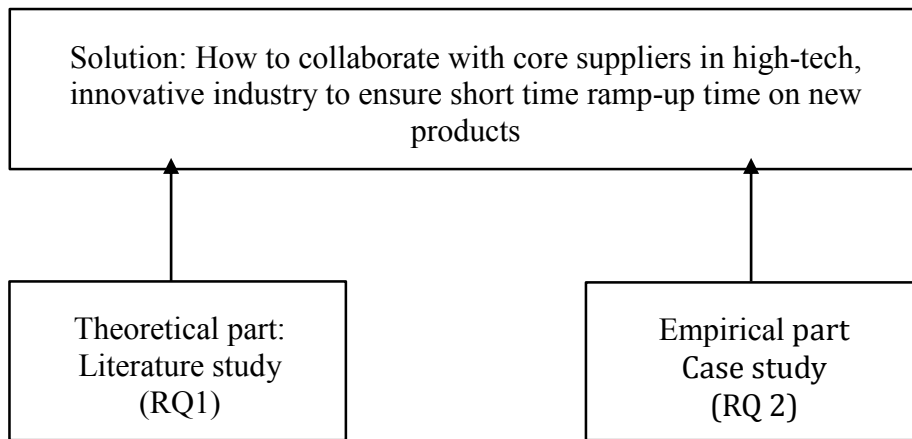 Solution: How to collaborate with core suppliers in high-tech,
innovative industry to ensure short time ramp-up time on new
products
Theoretical part:
Literature study
(RQ1)
Empirical part
Case study
(RQ 2)